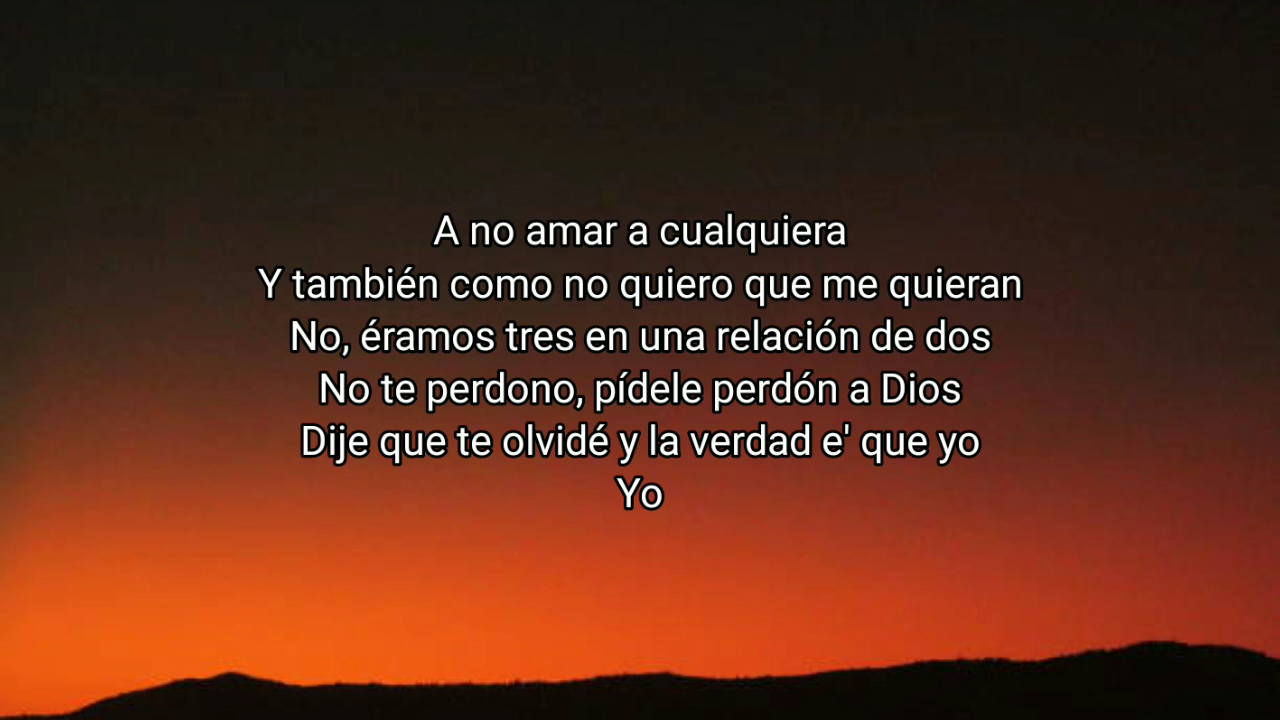 A no amar a cualquiera
Y también como no quiero que me quieran
No, éramos tres en una relación de dos
No te perdono, pídele perdón a Dios
Dije que te olvidé y la verdad e' que yo
Yo